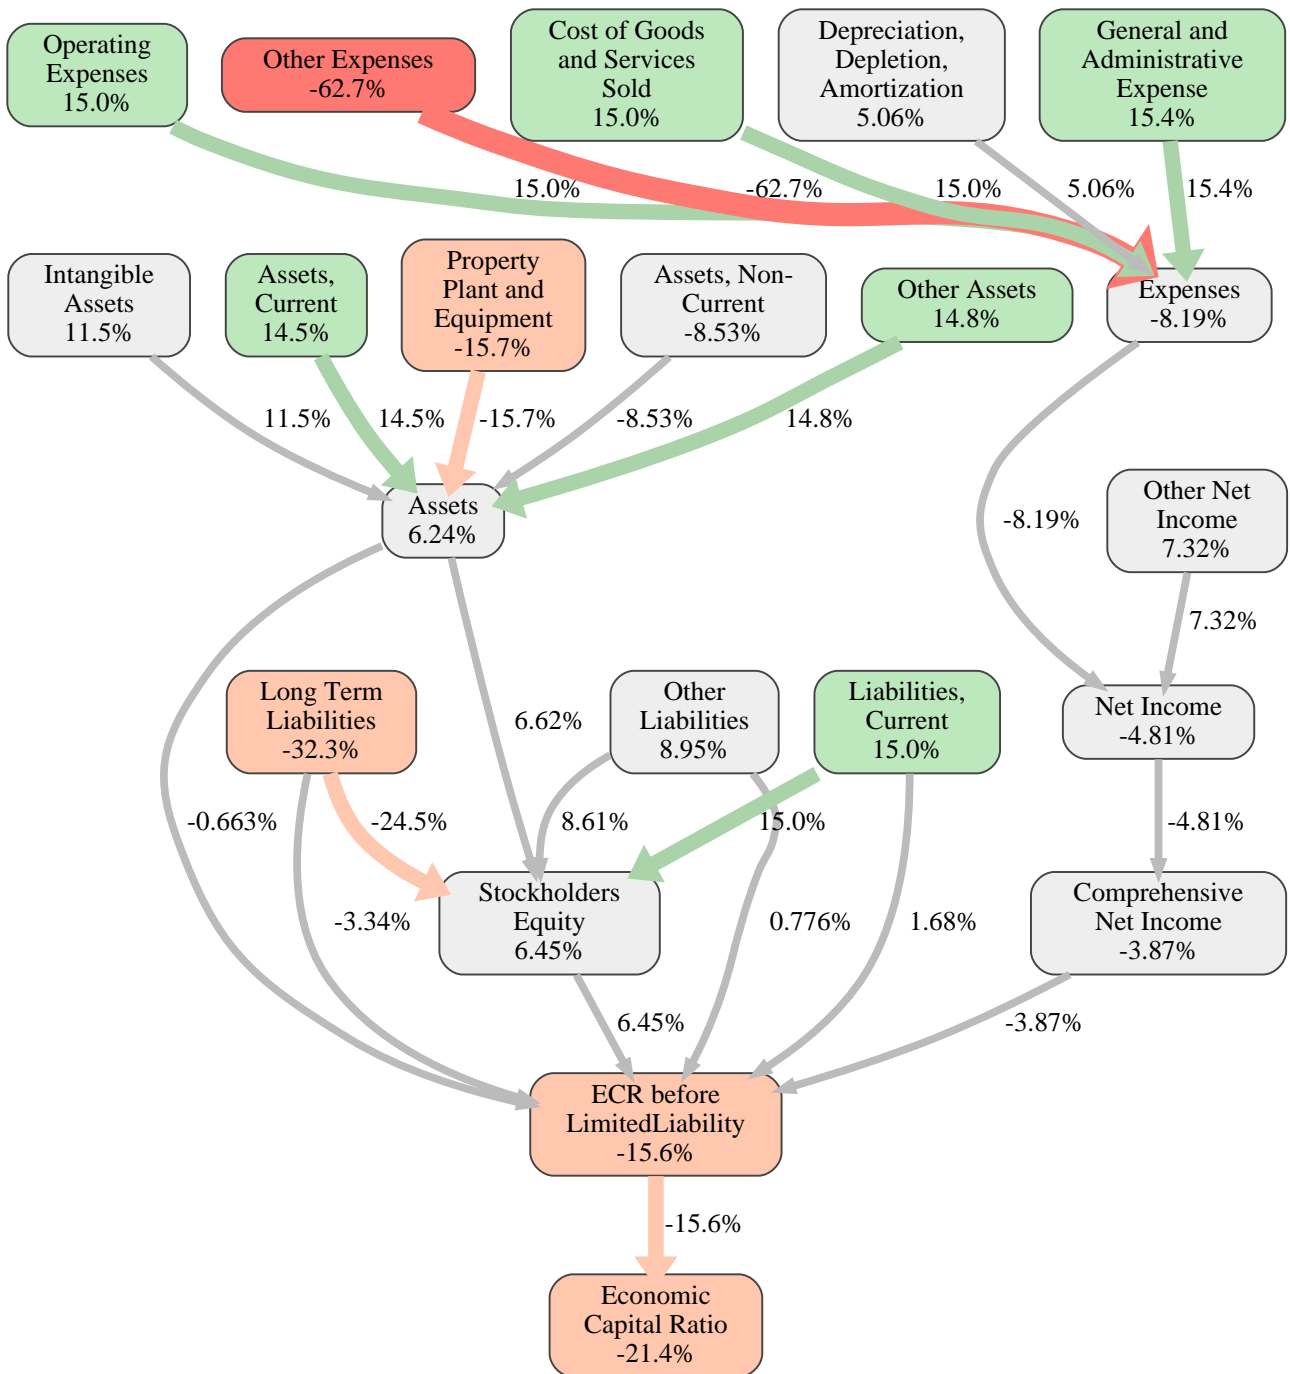 Operating
Expenses
15.0%
Other Expenses
-62.7%
Cost of Goods
and Services
Sold
15.0%
Depreciation,
Depletion,
Amortization
5.06%
General and
Administrative
Expense
15.4%
15.0%
-62.7%
15.0%
5.06%
15.4%
Intangible
Assets
11.5%
Assets,
Current
14.5%
Property
Plant and
Equipment
-15.7%
Assets, Non-
Current
-8.53%
Other Assets
14.8%
Expenses
-8.19%
11.5%
14.5%
-15.7%
-8.53%
14.8%
Assets
6.24%
-8.19%
Other Net
Income
7.32%
7.32%
Long Term
Liabilities
-32.3%
6.62%
Other
Liabilities
8.95%
Liabilities,
Current
15.0%
Net Income
-4.81%
-0.663%
-24.5%
8.61%
15.0%
-4.81%
-3.34%
Stockholders
Equity
6.45%
0.776%
1.68%
Comprehensive
Net Income
-3.87%
6.45%
-3.87%
ECR before
LimitedLiability
-15.6%
-15.6%
Economic
Capital Ratio
-21.4%